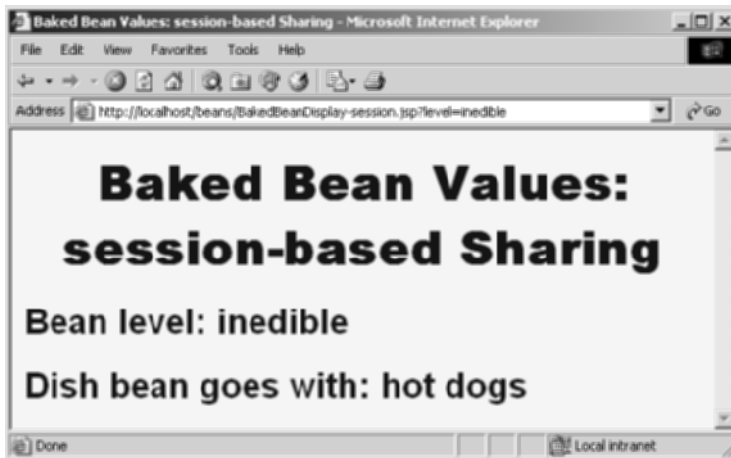 Baked Bean Values: session-based Sharing - Microsoft Internet Explorer
File Edit View Favorites Tools Help
Address http://localhost/beans/BakedBeanDisplay-session.jsp?level=inedible Go
Baked Bean Values:
session-based Sharing
Bean level: inedible
Dish bean goes with: hot dogs
Done Local intranet